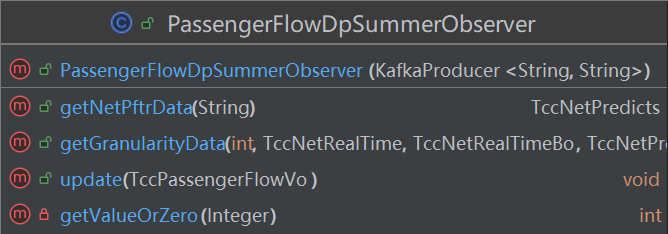 PassengerFlowDpSummerObserver
PassengerFlowDpSummerObserver (KafkaProducer <String, String>)
getNetPftrData(String) TccNetPredicts
getGranularityData(int, TccNetRealTime, TccNetRealTimeBo, TccNetPre
update(TccPassengerFlowVo ) void
getValueOrZero (Integer) int